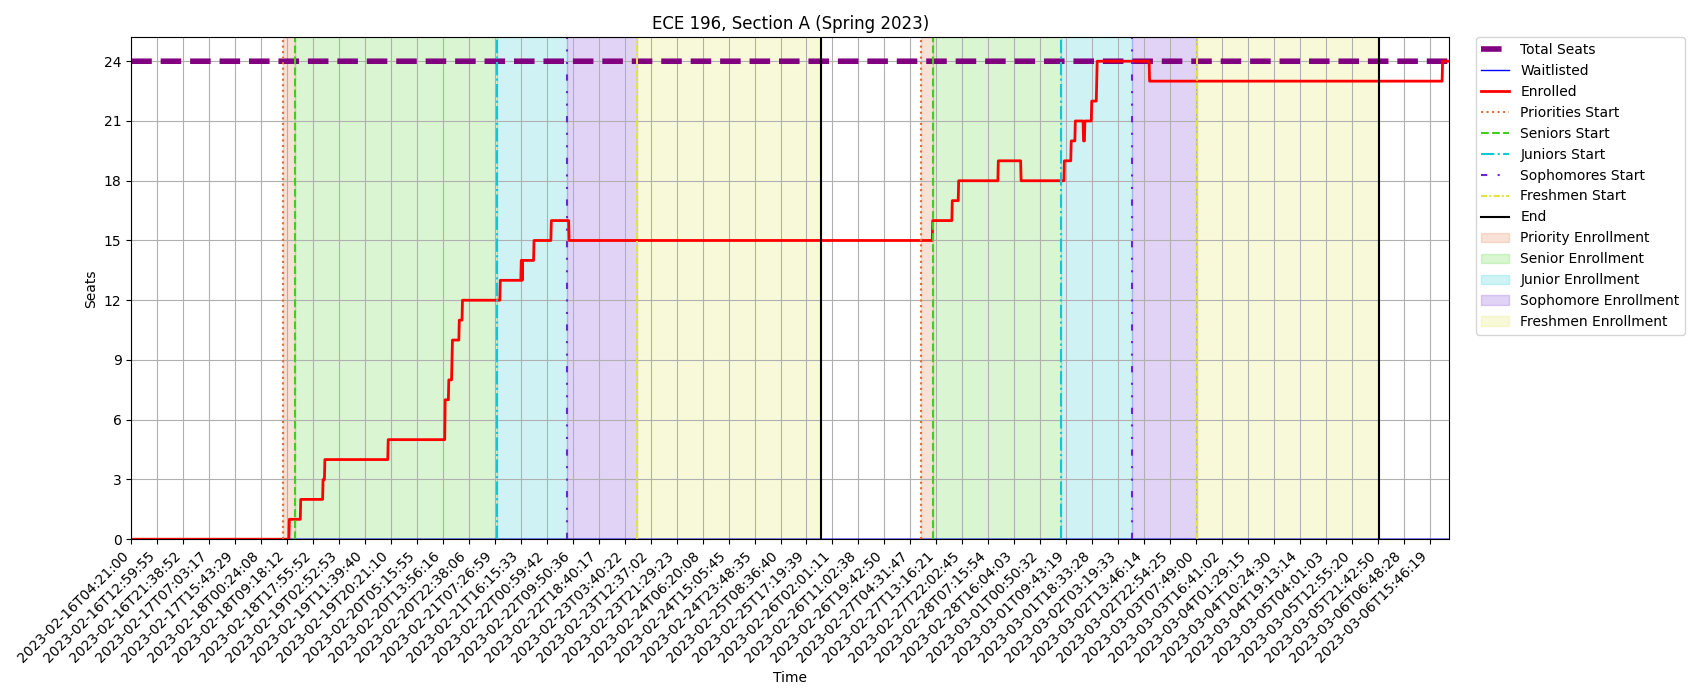 ECE 196, Section A (Spring 2023)
Seats
24
21
18
15
12
9
6
3
0
2023-02-16T04:21:00
2023-02-16T12:59:55
2023-02-16T21:38:52
2023-02-17T07:03:17
2023-02-17T15:43:29
2023-02-18T00:24:08
2023-02-18T09:18:12
2023-02-18T17:55:52
2023-02-19T02:52:53
2023-02-19T11:39:40
2023-02-19T20:21:10
2023-02-20T05:15:55
2023-02-20T13:56:16
2023-02-20T22:38:06
2023-02-21T07:26:59
2023-02-21T16:15:33
2023-02-22T00:59:42
2023-02-22T09:50:36
2023-02-22T18:40:17
2023-02-23T03:40:22
2023-02-23T12:37:02
2023-02-23T21:29:23
2023-02-24T06:20:08
2023-02-24T15:05:45
2023-02-24T23:48:35
2023-02-25T08:36:40
2023-02-25T17:19:39
2023-02-26T02:01:11
2023-02-26T11:02:38
2023-02-26T19:42:50
2023-02-27T04:31:47
2023-02-27T13:16:21
2023-02-27T22:02:45
2023-02-28T07:15:54
2023-02-28T16:04:03
2023-03-01T00:50:32
2023-03-01T09:43:19
2023-03-01T18:33:28
2023-03-02T03:19:33
2023-03-02T13:46:14
2023-03-02T22:54:25
2023-03-03T07:49:00
2023-03-03T16:41:02
2023-03-04T01:29:15
2023-03-04T10:24:30
2023-03-04T19:13:14
2023-03-05T04:01:03
2023-03-05T12:55:20
2023-03-05T21:42:50
2023-03-06T06:48:28
2023-03-06T15:46:19
Time
Total Seats
Waitlisted
Enrolled
Priorities Start
Seniors Start
Juniors Start
Sophomores Start
Freshmen Start
End
Priority Enrollment
Senior Enrollment
Junior Enrollment
Sophomore Enrollment
Freshmen Enrollment